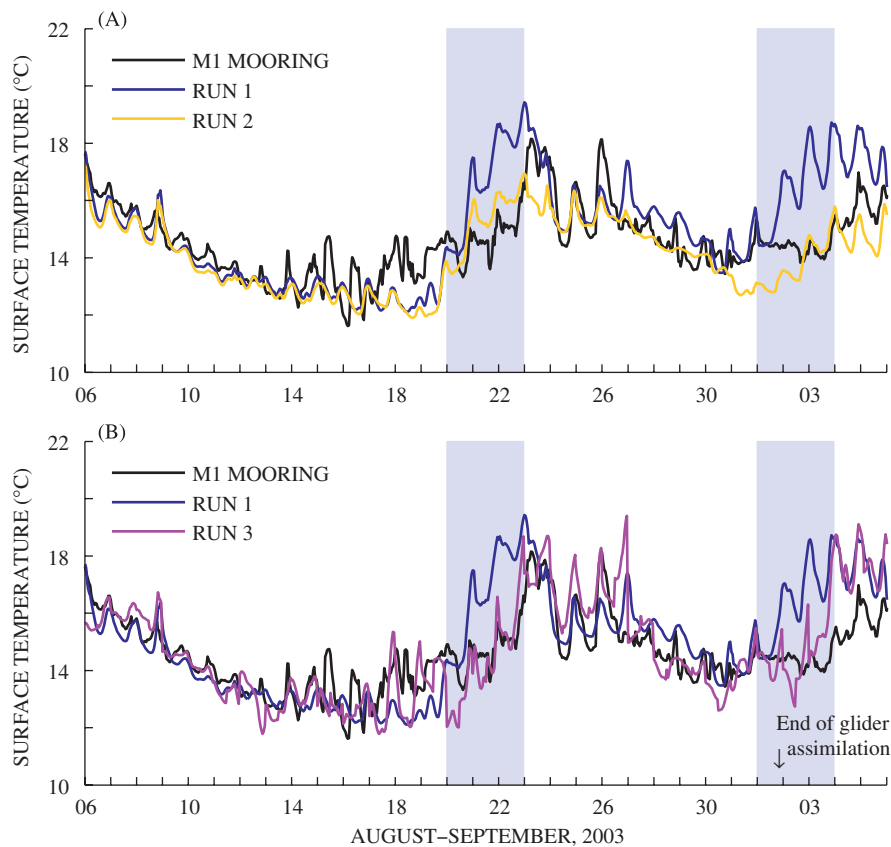 (A)
22
18
14
10
SURFACE TEMPERATURE (°C)
M1 MOORING
RUN 1
RUN 2
06 10 14 18 22 26 30 03
(B)
22
18
14
10
SURFACE TEMPERATURE (°C)
M1 MOORING
RUN 1
RUN 3
End of glider
↓ assimilation
06 10 14 18 22 26 30 03
AUGUST–SEPTEMBER, 2003